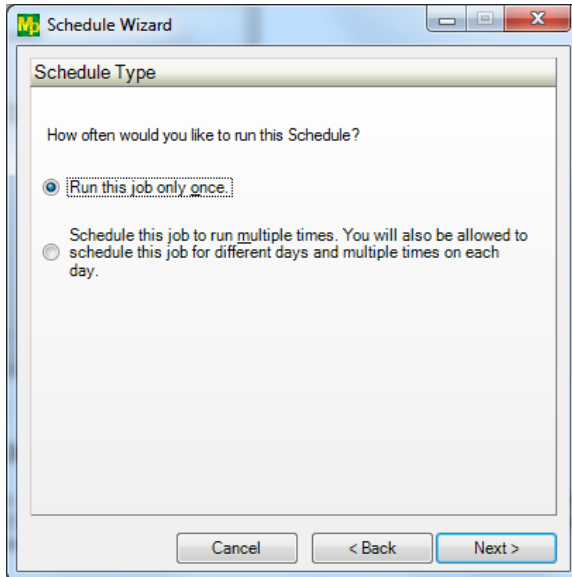 Mp Schedule Wizard
Schedule Type
How often would you like to run this Schedule?
Run this job only once.
Schedule this job to run multiple times. You will also be allowed to
schedule this job for different days and multiple times on each
day.
Cancel < Back Next >